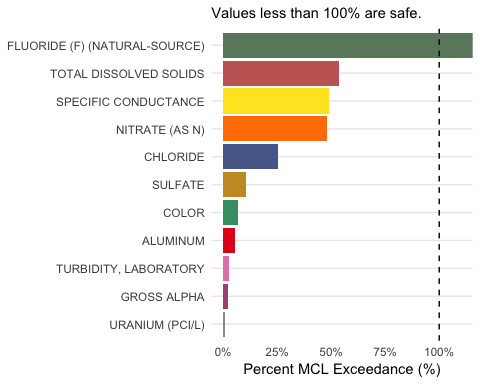 Values less than 100% are safe.
FLUORIDE (F) (NATURAL-SOURCE)
TOTAL DISSOLVED SOLIDS
SPECIFIC CONDUCTANCE
NITRATE (AS N)
CHLORIDE
SULFATE
COLOR
ALUMINUM
TURBIDITY, LABORATORY
GROSS ALPHA
URANIUM (PCI/L)
0% 25% 50% 75% 100%
Percent MCL Exceedance (%)